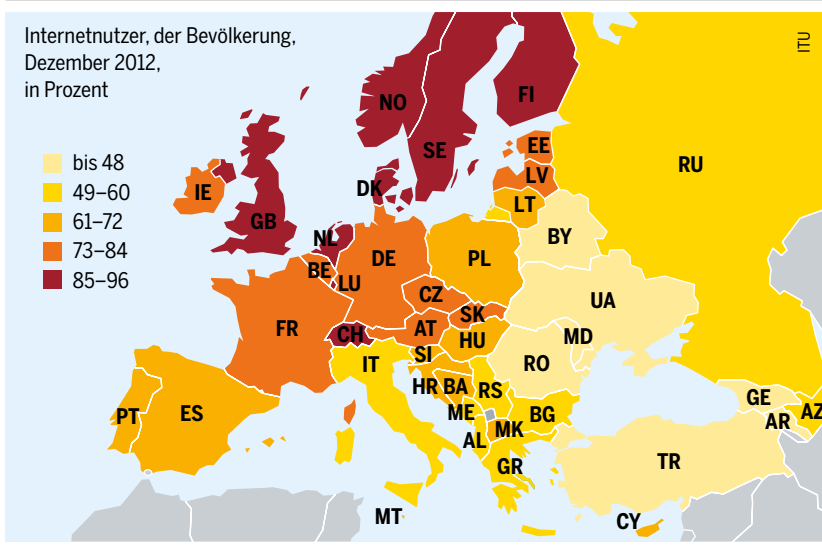 Internetnutzer, der Bevölkerung,
Dezember 2012,
in Prozent
ITU
bis 48
49–60
61–72
73–84
85–96
NO
FI
SE
EE
RU
LV
DK
IE
LT
GB
BY
NL
DE
PL
BE
LU
CZ
UA
SK
FR
AT
CH
HU
MD
SI
IT
RO
HR
BA
RS
GE
PT
ES
ME
BG
AR
AZ
MK
AL
GR
TR
MT
CY